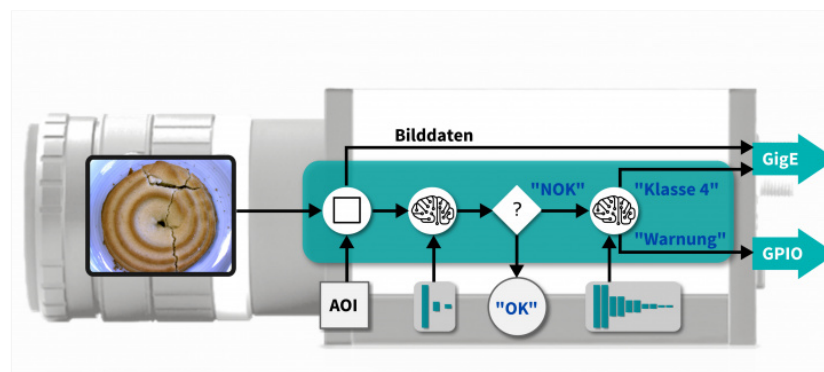 Bilddaten
GigE
"NOK"
"Klasse 4"
?
"Warnung"
GPIO
AOI
"OK"